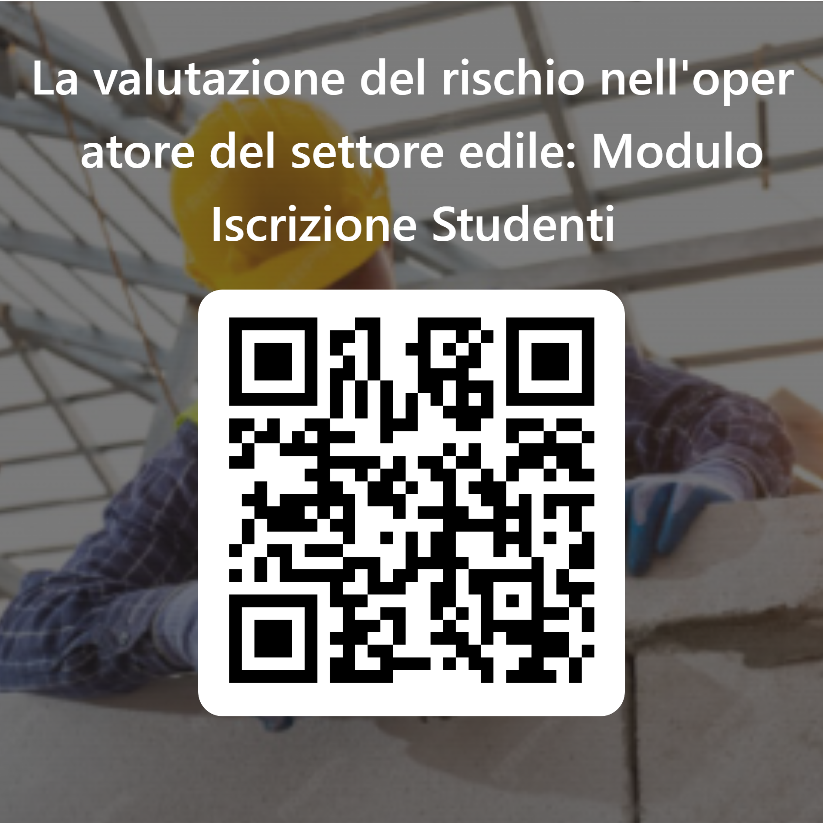 La valutazione del rischio nell'oper
atore del settore edile: Modulo
Iscrizione Studenti